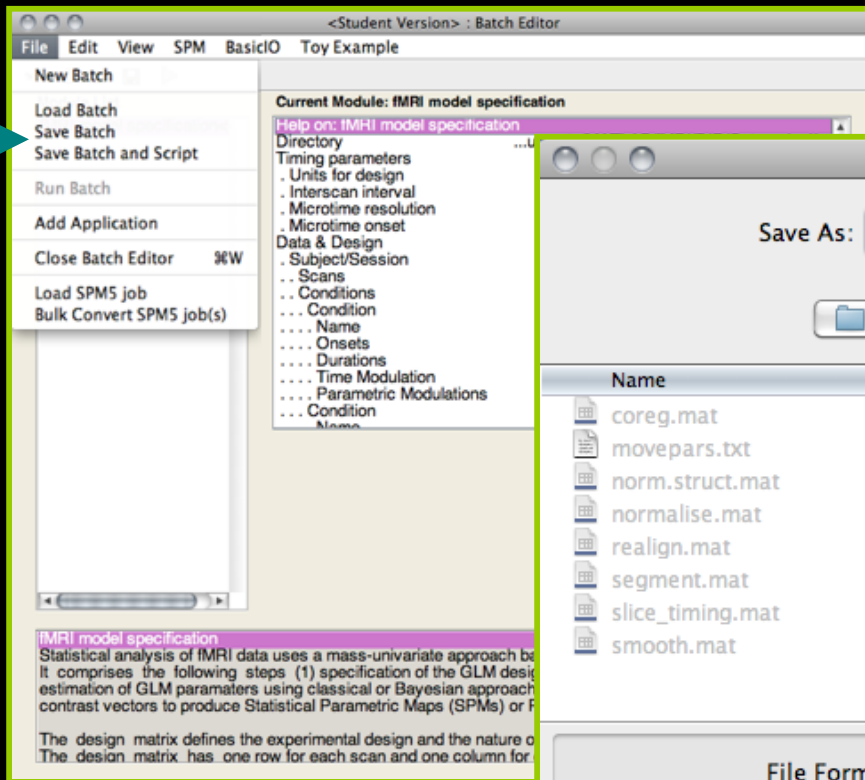 <Student Version> : Batch Editor
File Edit View SPM BasicIO Toy Example
New Batch
Load Batch
Save Batch
Save Batch and Script
Run Batch
Add Application
Close Batch Editor ⌘W
Load SPM5 job
Bulk Convert SPM5 job(s)
Current Module: fMRI model specification
Help on: fMRI model specification
Directory ...
Timing parameters
. Units for design
. Interscan interval
. Microtime resolution
. Microtime onset
Data & Design
. Subject/Session
. . Scans
. . Conditions
. . . Condition
. . . . Name
. . . . Onsets
. . . . Durations
. . . . Time Modulation
. . . . Parametric Modulations
. . . Condition
Name
fMRI model specification
Statistical analysis of fMRI data uses a mass-univariate approach
It comprises the following steps (1) specification of the GLM
estimation of GLM paramaters using classical or Bayesian approach
contrast vectors to produce Statistical Parametric Maps (SPMs) or
The design matrix defines the experimental design and the nature
The design matrix has one row for each scan and one column for
Save As:
Name
coreg.mat
movepars.txt
norm.struct.mat
normalise.mat
realign.mat
segment.mat
slice_timing.mat
smooth.mat
File